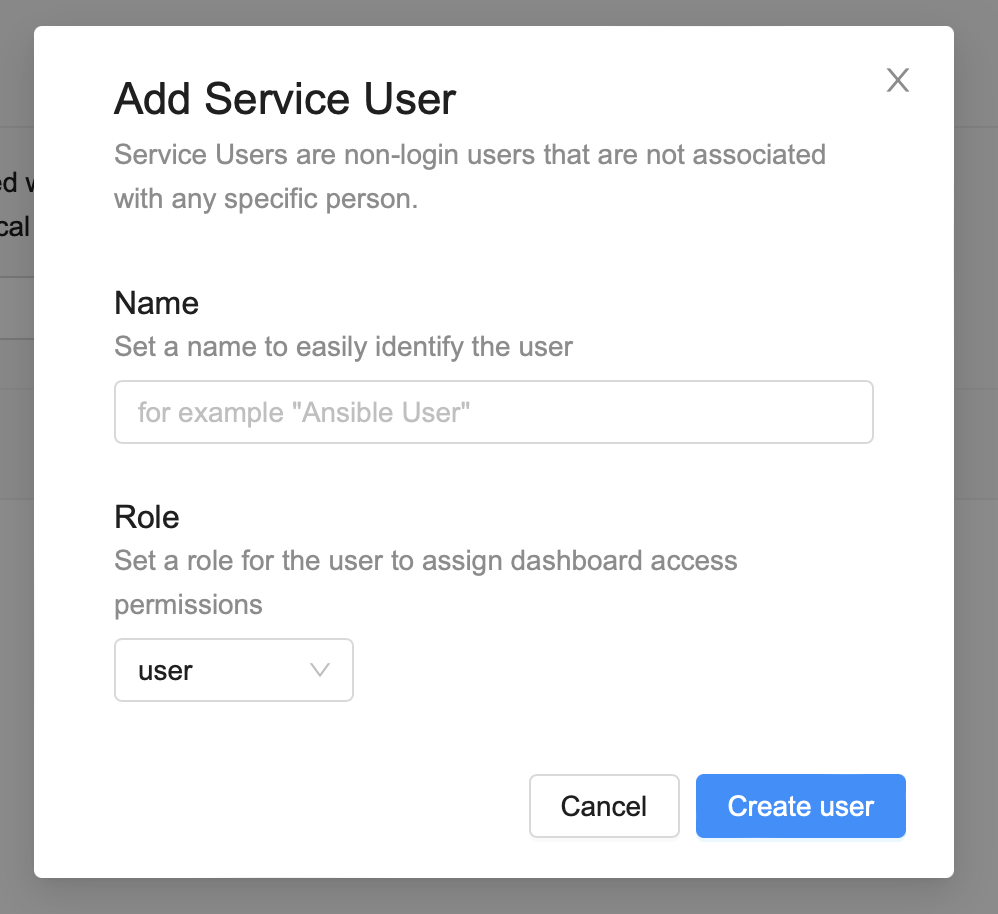 Add Service User
Service Users are non-login users that are not associated
with any specific person.
Name
Set a name to easily identify the user
for example "Ansible User"
Role
Set a role for the user to assign dashboard access
permissions
user
Cancel
Create user